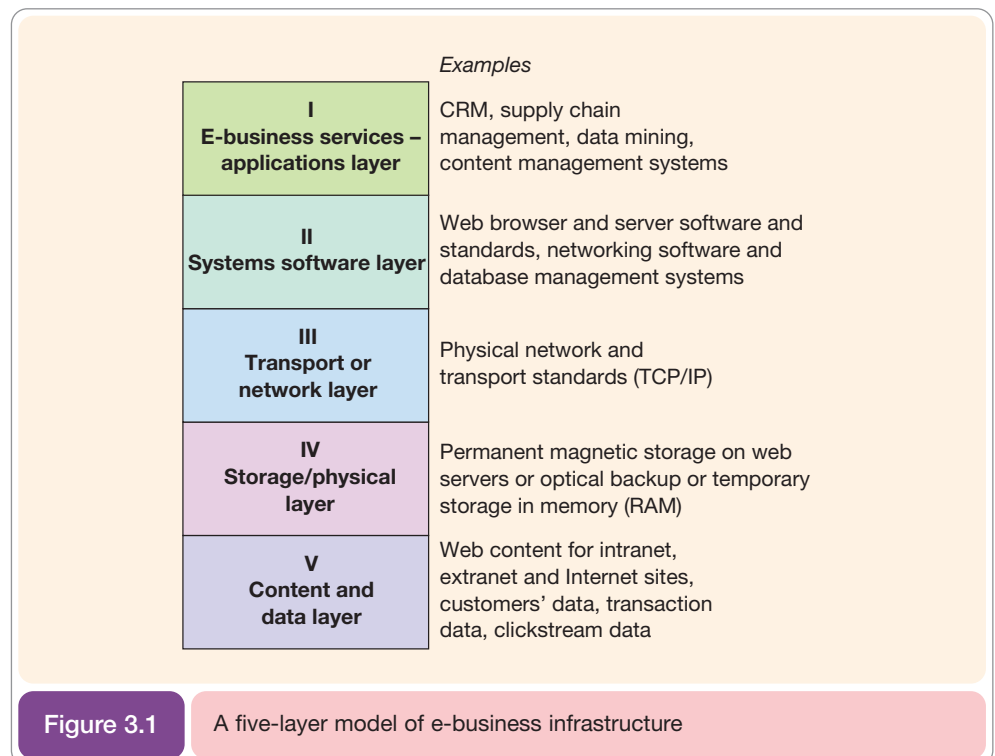 Examples
I
E-business services –
applications layer
CRM, supply chain
management, data mining,
content management systems
II
Systems software layer
Web browser and server software and
standards, networking software and
database management systems
III
Transport or
network layer
Physical network and
transport standards (TCP/IP)
IV
Storage/physical
layer
Permanent magnetic storage on web
servers or optical backup or temporary
storage in memory (RAM)
V
Content and
data layer
Web content for intranet,
extranet and Internet sites,
customers’ data, transaction
data, clickstream data
Figure 3.1
A five-layer model of e-business infrastructure